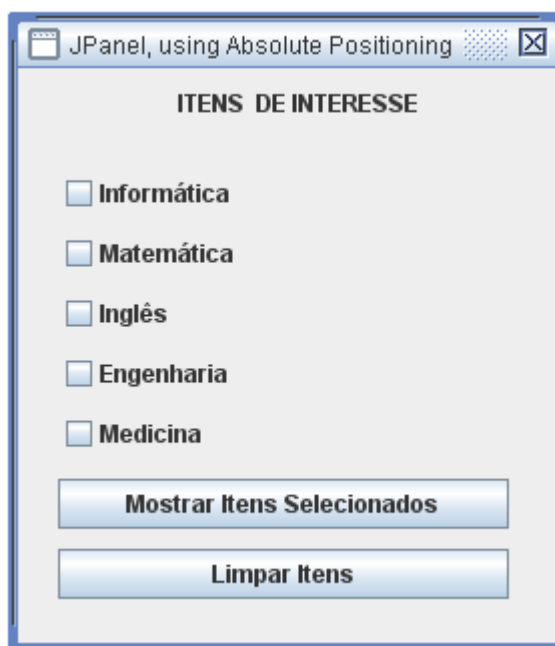 JPanel, using Absolute Positioning
ITENS DE INTERESSE
Informática
Matemática
Inglês
Engenharia
Medicina
Mostrar Itens Selecionados
Limpar Itens